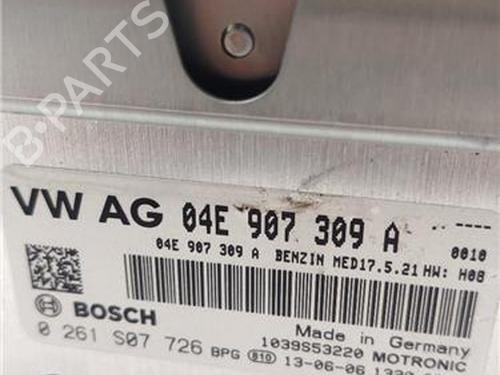 B-PARTS
VW AG 04E 907 309 A ----
04E 907 309 A BENZIN MED17.5.21 HW: H08 0010
BOSCH Made in Germany
1039S53220 MOTRONIC
0 261 S07 726 BPG 810 13-06-06